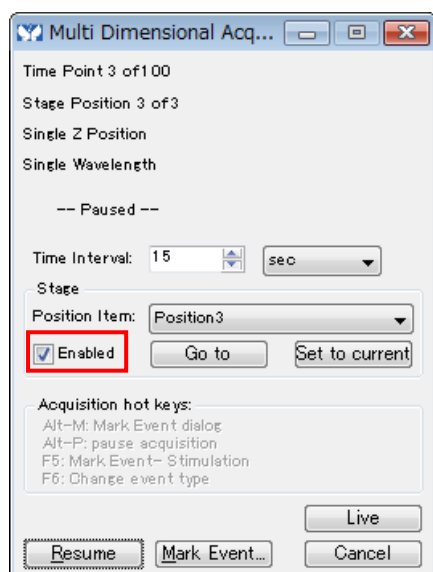 Multi Dimensional Acq...
Time Point 3 of100
Stage Position 3 of3
Single Z Position
Single Wavelength
-- Paused --
Time Interval: 15 sec
Stage
Position Item: Position3
Enabled Go to Set to current
Acquisition hot keys:
Alt-M: Mark Event dialog
Alt-P: pause acquisition
F5: Mark Event- Stimulation
F6: Change event type
Live
Resume Mark Event... Cancel